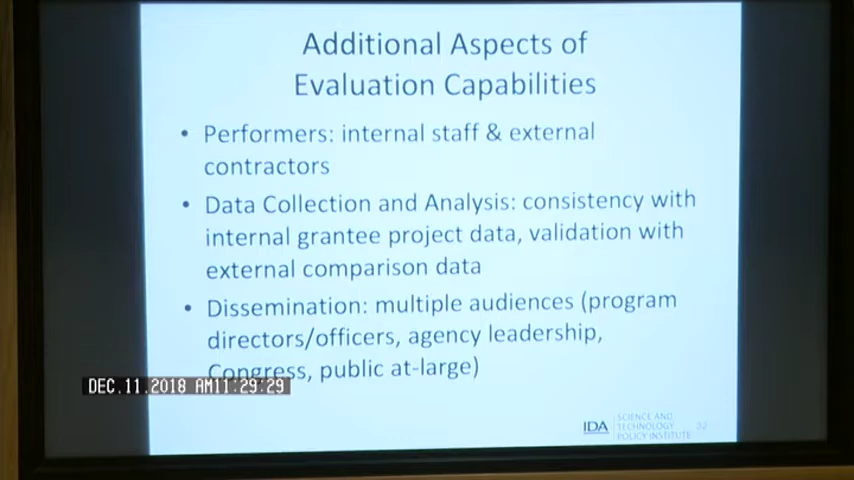 Additional Aspects of
Evaluation Capabilities
• Performers: internal staff & external
contractors
• Data Collection and Analysis: consistency with
internal grantee project data, validation with
external comparison data
• Dissemination: multiple audiences (program
directors/officers, agency leadership,
Congress, public at-large)
DEC.11.2018 AM11:29:29
IDA
SCIENCE AND
TECHNOLOGY
POLICY INSTITUTE
32